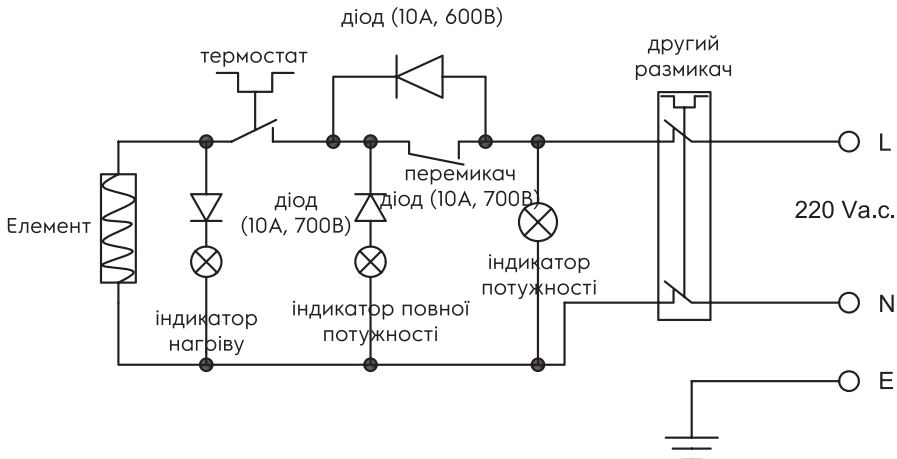 діод (10А, 600В)
термостат
другий
размикач
L
перемикач
діод (10А, 700В)
діод
(10А, 700В)
220 Va.c.
Елемент
індикатор
потужності
індикатор
нагріву
індикатор повної
потужності
N
E